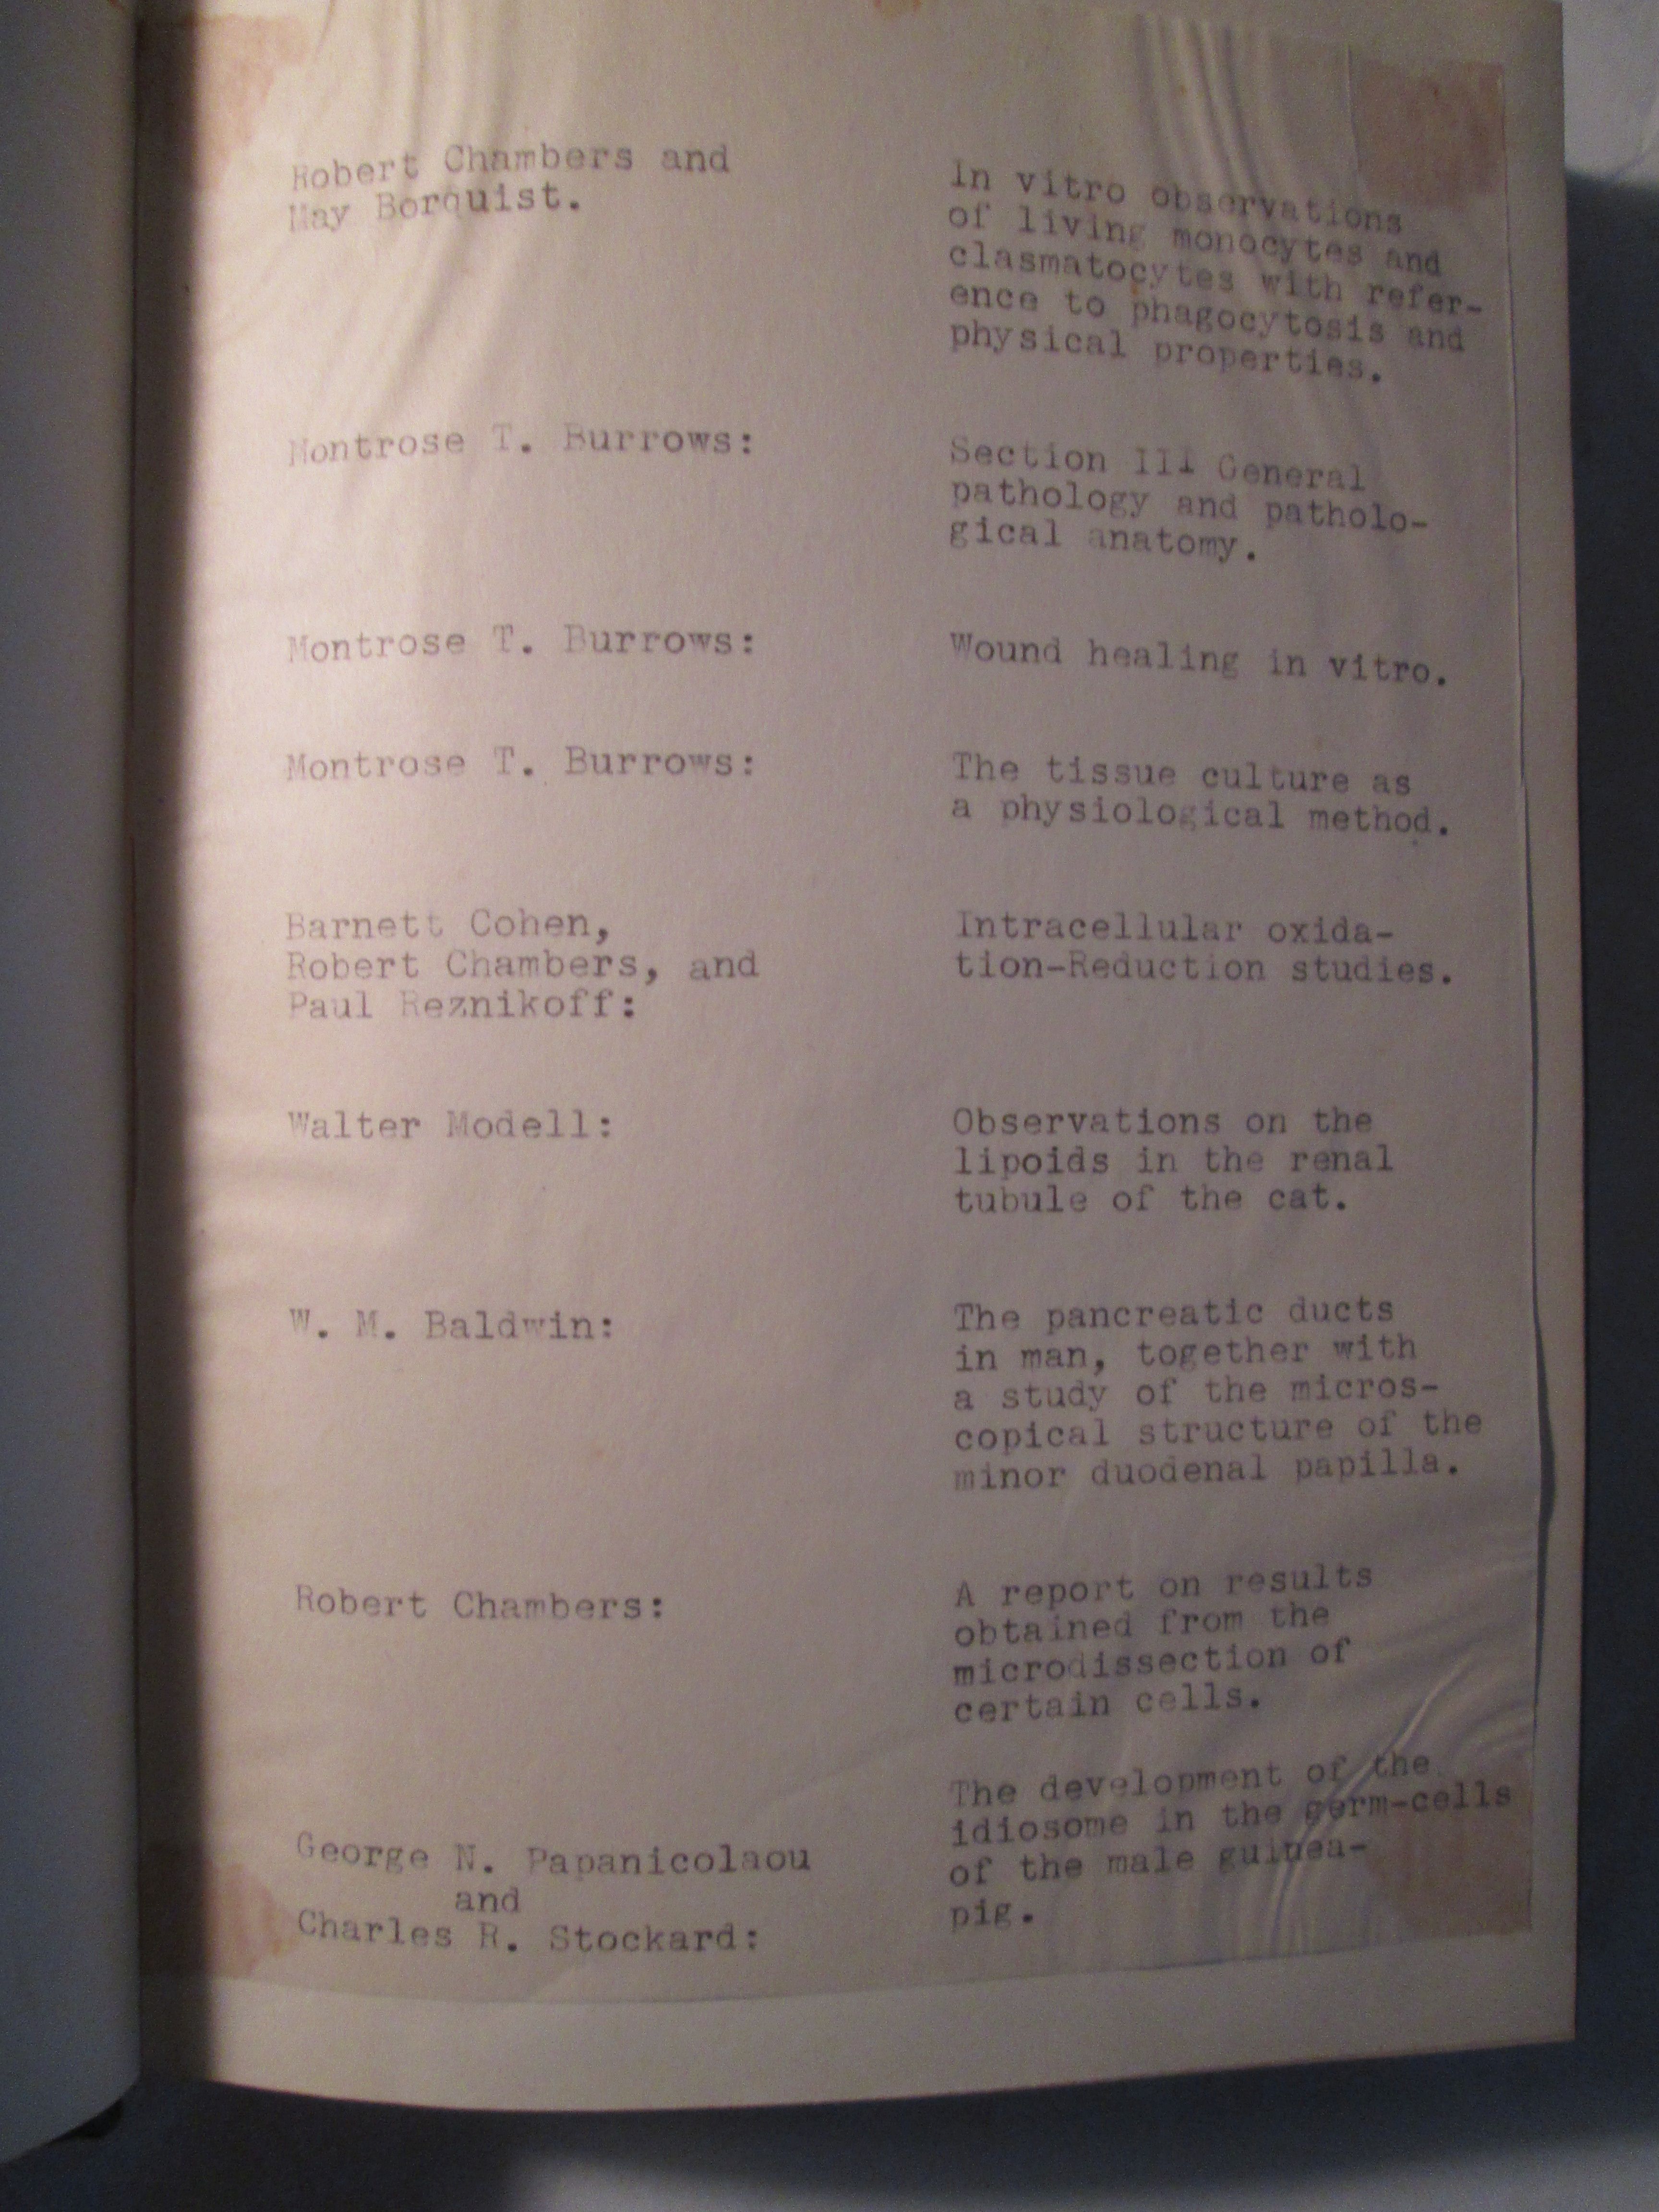 Robert Chambers and
May Borquist.
In vitro observations
of living monocytes and
clasmatocytes with refer-
ence to phagocytosis and
physical properties.
Montrose T. Burrows:
Section III General
pathology and patholo-
gical anatomy.
Montrose T. Burrows:
Wound healing in vitro.
Montrose T. Burrows:
The tissue culture as
a physiological method.
Barnett Cohen,
Robert Chambers, and
Paul Reznikoff:
Intracellular oxida-
tion-Reduction studies.
Walter Modell:
Observations on the
lipoids in the renal
tubule of the cat.
W. M. Baldwin:
The pancreatic ducts
in man, together with
a study of the micros-
copical structure of the
minor duodenal papilla.
Robert Chambers:
A report on results
obtained from the
microdissection of
certain cells.
George N. Papanicolaou
and
Charles R. Stockard:
The development of the
idiosome in the germ-cells
of the male guinea-
pig.